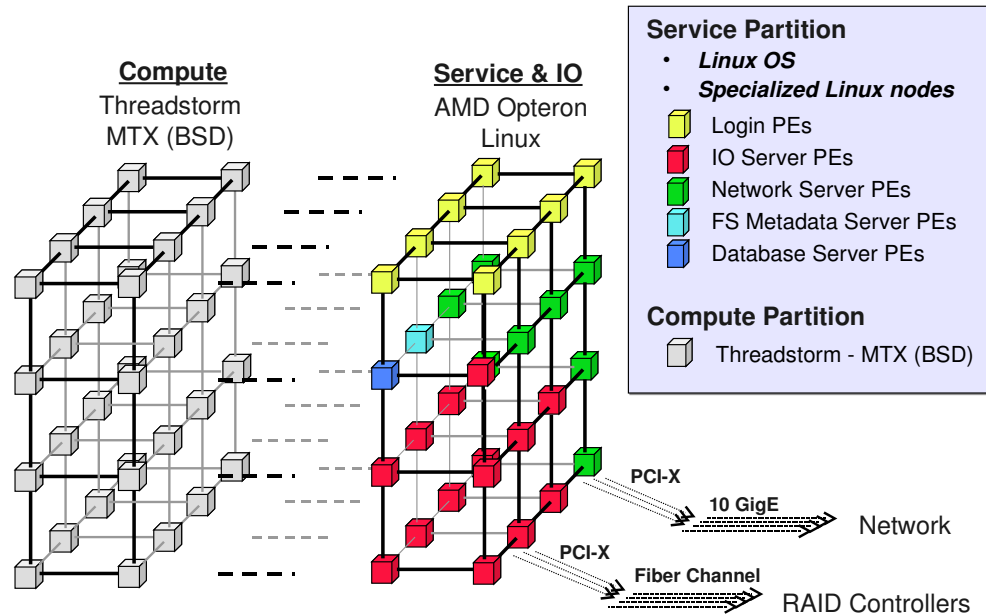 Compute
Threadstorm
MTX (BSD)
Service & IO
AMD Opteron
Linux
Service Partition
• Linux OS
• Specialized Linux nodes
Login PEs
IO Server PEs
Network Server PEs
FS Metadata Server PEs
Database Server PEs
Compute Partition
Threadstorm - MTX (BSD)
PCI-X
10 GigE
Network
PCI-X
Fiber Channel
RAID Controllers